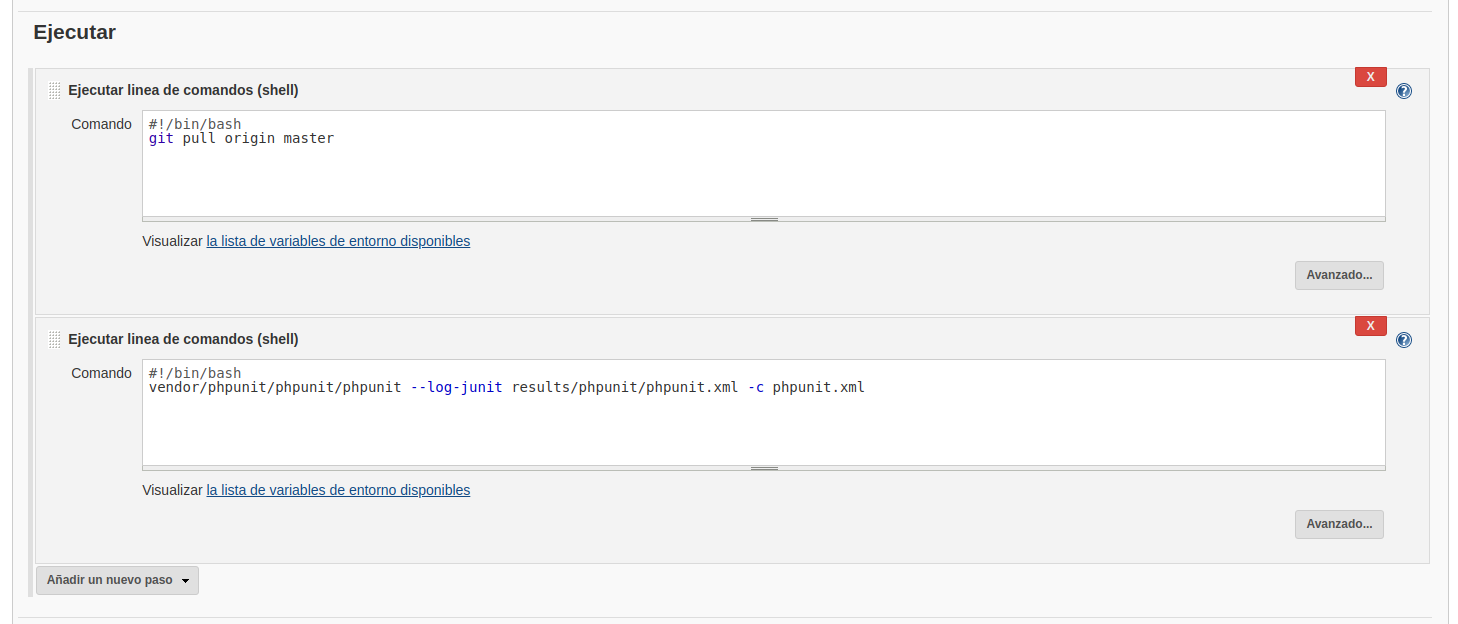 Ejecutar
Ejecutar linea de comandos (shell)
X
?
Comando
#!/bin/bash
git pull origin master
Visualizar la lista de variables de entorno disponibles
Avanzado...
Ejecutar linea de comandos (shell)
X
?
Comando
#!/bin/bash
vendor/phpunit/phpunit/phpunit --log-junit results/phpunit/phpunit.xml -c phpunit.xml
Visualizar la lista de variables de entorno disponibles
Avanzado...
Añadir un nuevo paso